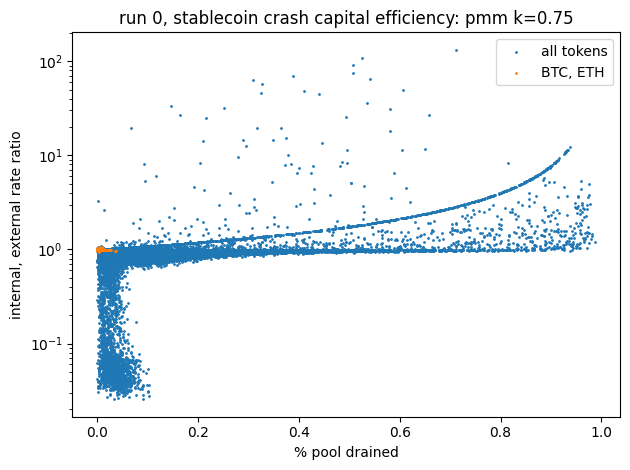 run 0, stablecoin crash capital efficiency: pmm k=0.75
internal, external rate ratio
10²
10¹
10⁰
10⁻¹
all tokens
BTC, ETH
0.0 0.2 0.4 0.6 0.8 1.0
% pool drained